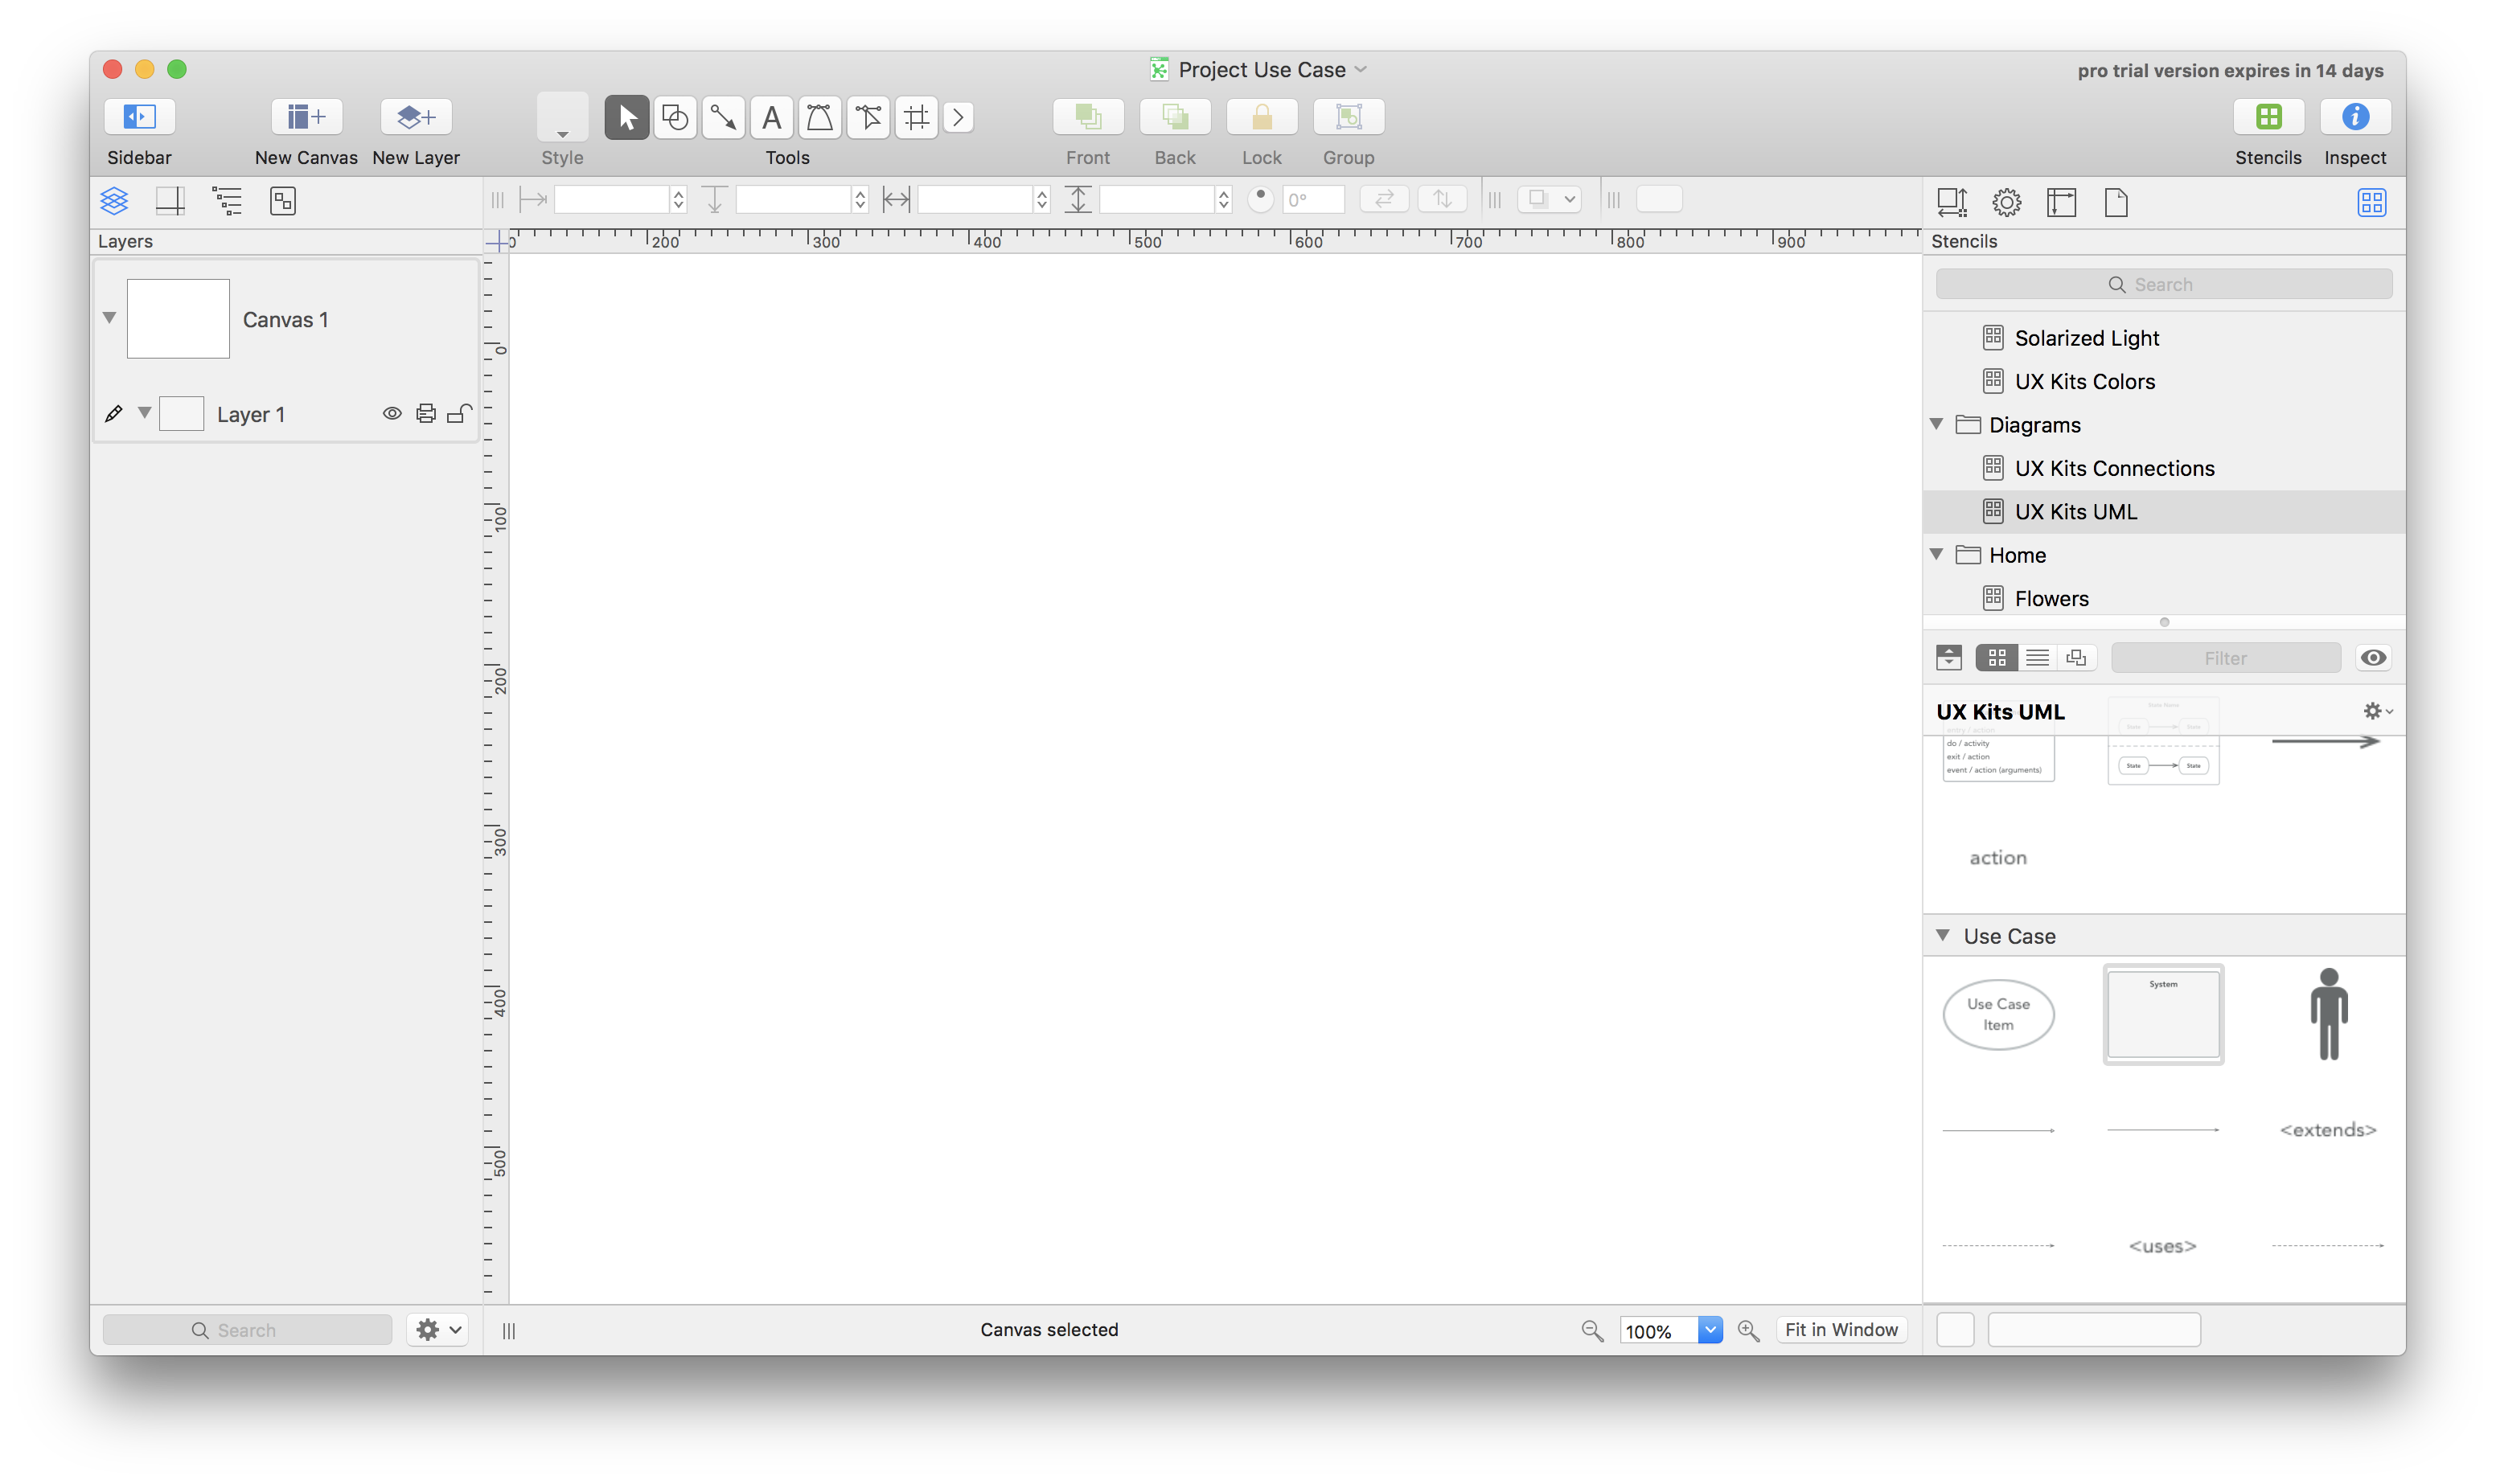 Project Use Case
pro trial version expires in 14 days
Sidebar
New Canvas
New Layer
Style
Tools
Front
Back
Lock
Group
Stencils
Inspect
0°
Layers
Canvas 1
Layer 1
200 300 400 500 600 700 800 900
0
100
200
300
400
500
Stencils
Search
Solarized Light
UX Kits Colors
Diagrams
UX Kits Connections
UX Kits UML
Home
Flowers
Filter
UX Kits UML
entry / action
do / activity
exit / action
event / action (arguments)
State State
State State
action
Use Case
Use Case
Item
System
<extends>
<uses>
Search
Canvas selected
100%
Fit in Window